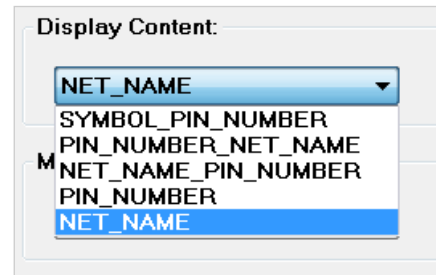 Display Content:
NET_NAME
SYMBOL_PIN_NUMBER
PIN_NUMBER_NET_NAME
M
NET_NAME_PIN_NUMBER
PIN_NUMBER
NET_NAME